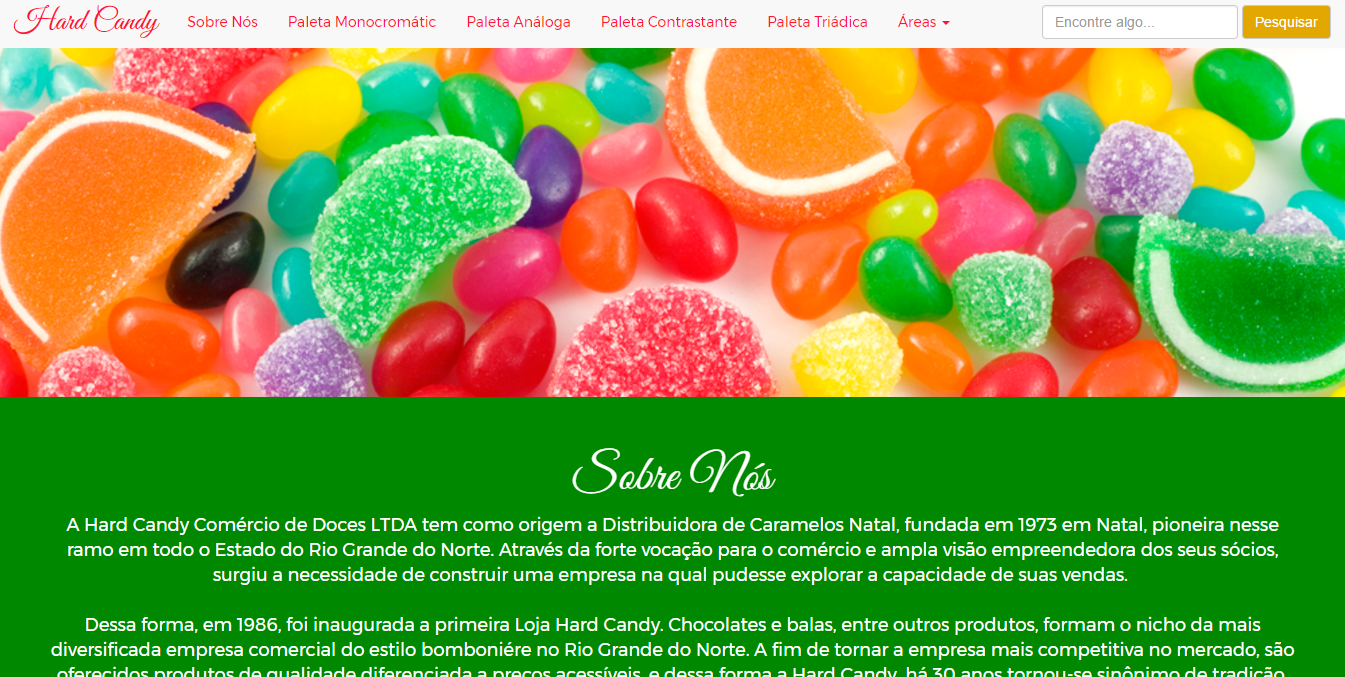 Hard Candy Sobre Nós Paleta Monocromátic Paleta Análoga Paleta Contrastante Paleta Triádica Áreas Encontre algo... Pesquisar
Sobre Nós
A Hard Candy Comércio de Doces LTDA tem como origem a Distribuidora de Caramelos Natal, fundada em 1973 em Natal, pioneira nesse
ramo em todo o Estado do Rio Grande do Norte. Através da forte vocação para o comércio e ampla visão empreendedora dos seus sócios,
surgiu a necessidade de construir uma empresa na qual pudesse explorar a capacidade de suas vendas.
Dessa forma, em 1986, foi inaugurada a primeira Loja Hard Candy. Chocolates e balas, entre outros produtos, formam o nicho da mais
diversificada empresa comercial do estilo bomboniére no Rio Grande do Norte. A fim de tornar a empresa mais competitiva no mercado, são
oferecidos produtos de qualidade diferenciada a preços acessíveis, e dessa forma a Hard Candy, há 30 anos tornou-se sinônimo de tradição